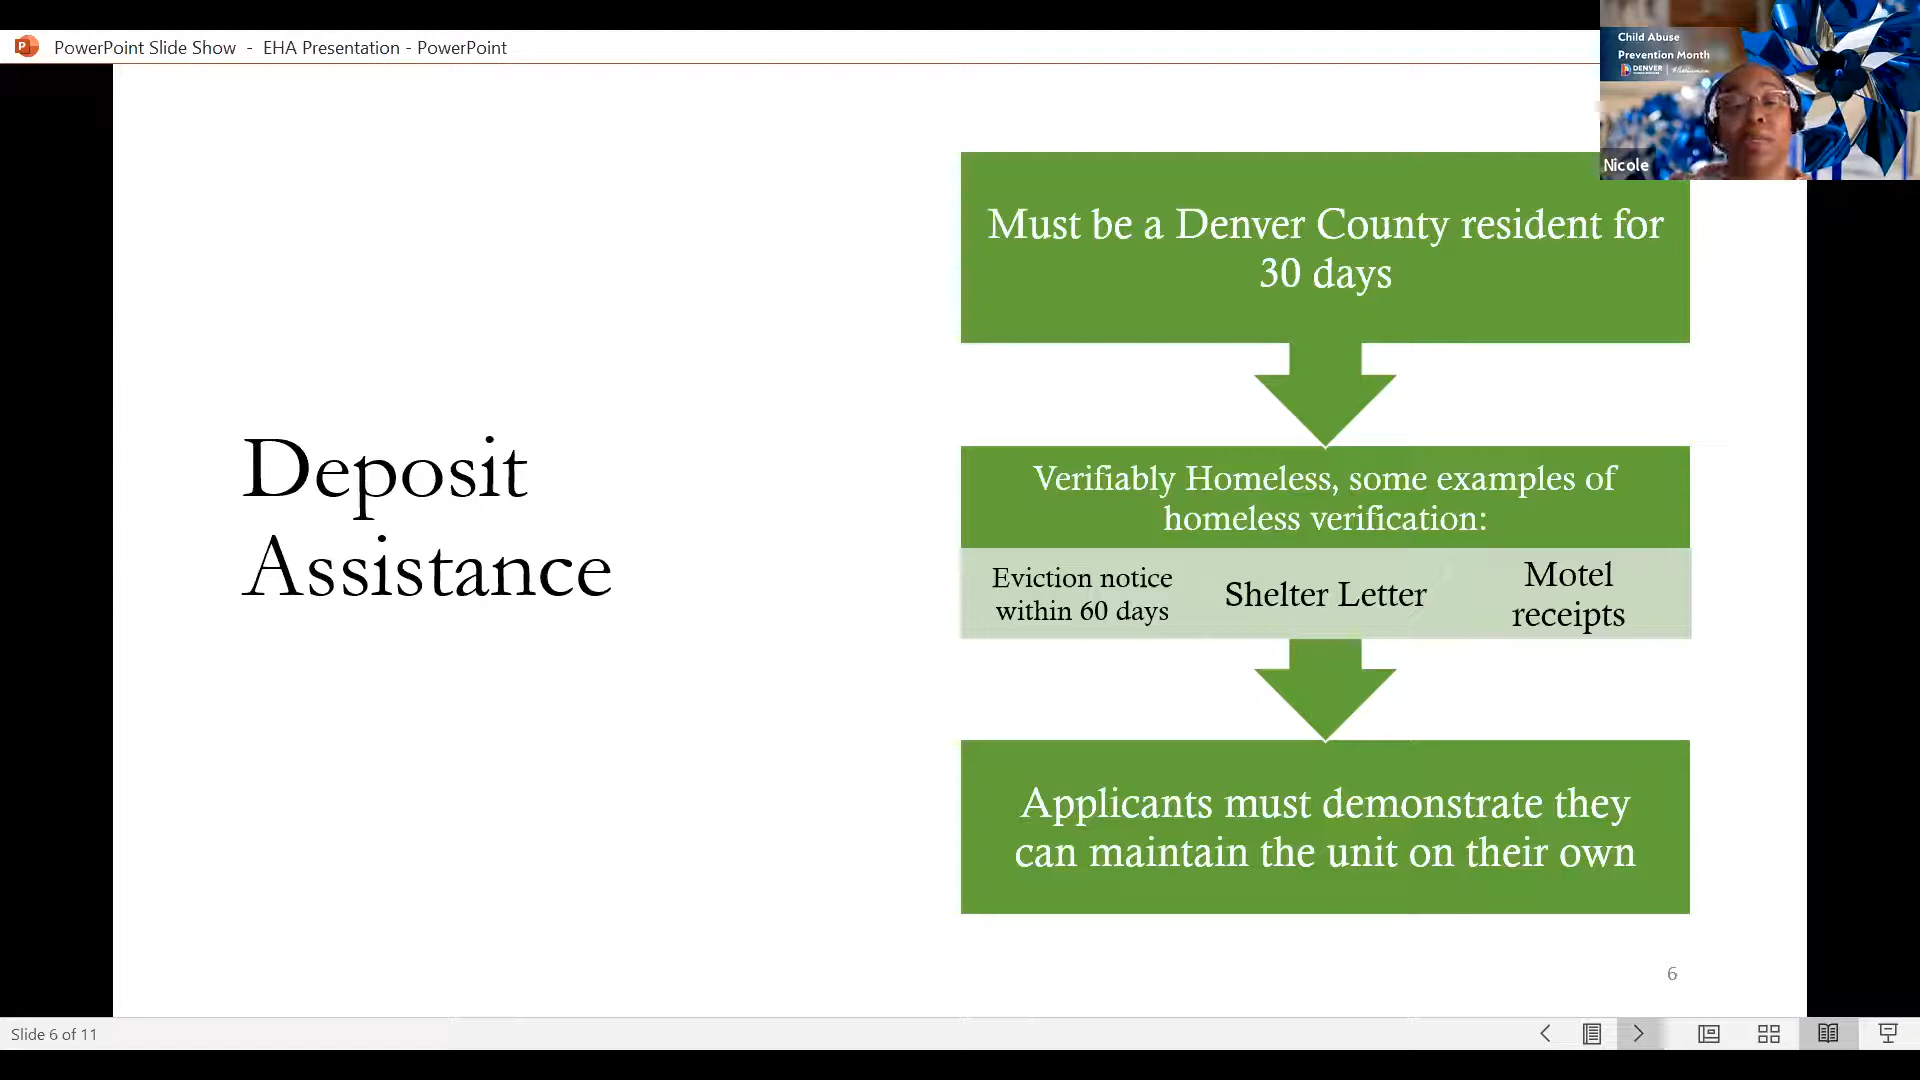 PowerPoint Slide Show - EHA Presentation - PowerPoint
Child Abuse
Prevention Month
DENVER
Nicole
Deposit
Assistance
Must be a Denver County resident for
30 days
Verifiably Homeless, some examples of
homeless verification:
Eviction notice
within 60 days
Shelter Letter
Motel
receipts
Applicants must demonstrate they
can maintain the unit on their own
6
Slide 6 of 11